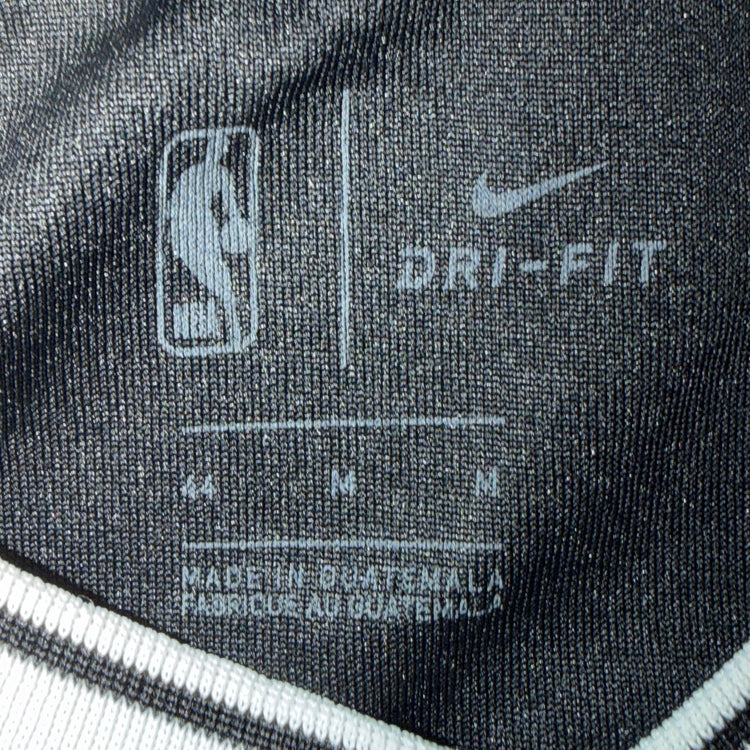 DRI-FIT
44 M M
MADE IN GUATEMALA
FABRIQUE AU GUATEMALA